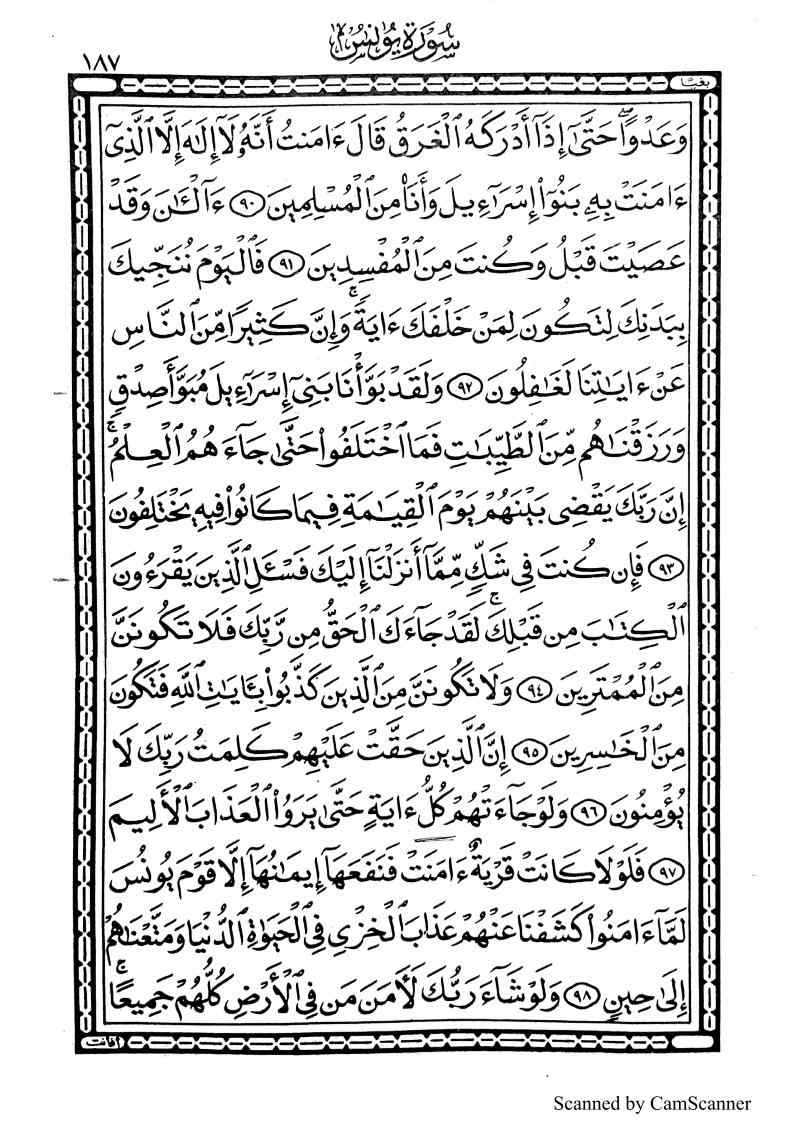 سُورَةُ يُونُسَ
١٨٧
بَغْيًا
وَعَدْوًاۖ حَتَّىٰٓ إِذَآ أَدْرَكَهُ ٱلْغَرَقُ قَالَ ءَامَنتُ أَنَّهُۥ لَآ إِلَٰهَ إِلَّا ٱلَّذِىٓ
ءَامَنَتْ بِهِۦ بَنُوٓا۟ إِسْرَٰٓءِيلَ وَأَنَا۠ مِنَ ٱلْمُسْلِمِينَ ٩٠ ءَآلْـَٰٔنَ وَقَدْ
عَصَيْتَ قَبْلُ وَكُنتَ مِنَ ٱلْمُفْسِدِينَ ٩١ فَٱلْيَوْمَ نُنَجِّيكَ
بِبَدَنِكَ لِتَكُونَ لِمَنْ خَلْفَكَ ءَايَةًۚ وَإِنَّ كَثِيرًا مِّنَ ٱلنَّاسِ
عَنْ ءَايَٰتِنَا لَغَٰفِلُونَ ٩٢ وَلَقَدْ بَوَّأْنَا بَنِىٓ إِسْرَٰٓءِيلَ مُبَوَّأَ صِدْقٍ
وَرَزَقْنَٰهُم مِّنَ ٱلطَّيِّبَٰتِ فَمَا ٱخْتَلَفُوا۟ حَتَّىٰ جَآءَهُمُ ٱلْعِلْمُۚ
إِنَّ رَبَّكَ يَقْضِى بَيْنَهُمْ يَوْمَ ٱلْقِيَٰمَةِ فِيمَا كَانُوا۟ فِيهِ يَخْتَلِفُونَ
٩٣ فَإِن كُنتَ فِى شَكٍّ مِّمَّآ أَنزَلْنَآ إِلَيْكَ فَسْـَٔلِ ٱلَّذِينَ يَقْرَءُونَ
ٱلْكِتَٰبَ مِن قَبْلِكَۚ لَقَدْ جَآءَكَ ٱلْحَقُّ مِن رَّبِّكَ فَلَا تَكُونَنَّ
مِنَ ٱلْمُمْتَرِينَ ٩٤ وَلَا تَكُونَنَّ مِنَ ٱلَّذِينَ كَذَّبُوا۟ بِـَٔايَٰتِ ٱللَّهِ فَتَكُونَ
مِنَ ٱلْخَٰسِرِينَ ٩٥ إِنَّ ٱلَّذِينَ حَقَّتْ عَلَيْهِمْ كَلِمَتُ رَبِّكَ لَا
يُؤْمِنُونَ ٩٦ وَلَوْ جَآءَتْهُمْ كُلُّ ءَايَةٍ حَتَّىٰ يَرَوُا۟ ٱلْعَذَابَ ٱلْأَلِيمَ
٩٧ فَلَوْلَا كَانَتْ قَرْيَةٌ ءَامَنَتْ فَنَفَعَهَآ إِيمَٰنُهَآ إِلَّا قَوْمَ يُونُسَ
لَمَّآ ءَامَنُوا۟ كَشَفْنَا عَنْهُمْ عَذَابَ ٱلْخِزْىِ فِى ٱلْحَيَوٰةِ ٱلدُّنْيَا وَمَتَّعْنَٰهُمْ
إِلَىٰ حِينٍ ٩٨ وَلَوْ شَآءَ رَبُّكَ لَـَٔامَنَ مَن فِى ٱلْأَرْضِ كُلُّهُمْ جَمِيعًاۚ
أَفَأَنتَ
Scanned by CamScanner